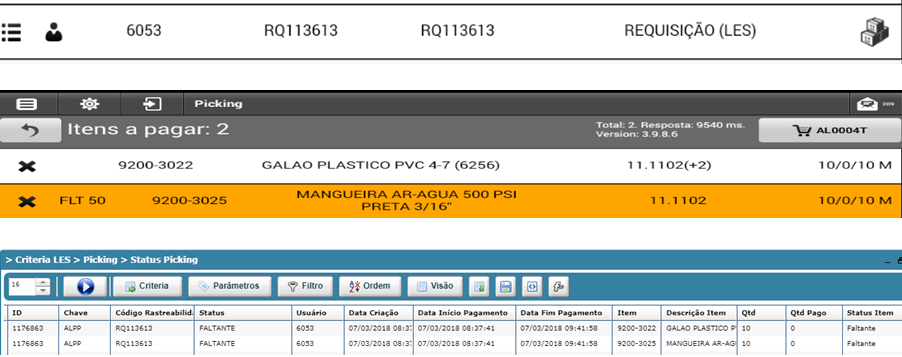 6053 RQ113613 RQ113613 REQUISIÇÃO (LES)
Picking 209
Itens a pagar: 2 Total: 2. Resposta: 9540 ms. AL0004T
Version: 3.9.8.6
9200-3022 GALAO PLASTICO PVC 4-7 (6256) 11.1102(+2) 10/0/10 M
FLT 50 9200-3025 MANGUEIRA AR-AGUA 500 PSI 11.1102 10/0/10 M
PRETA 3/16"
> Criteria LES > Picking > Status Picking
16 Criteria Parâmetros Filtro Ordem Visão
ID Chave Código Rastreabilid Status Usuário Data Criação Data Início Pagamento Data Fim Pagamento Item Descrição Item Qtd Qtd Pago Status Item
1176863 ALPP RQ113613 FALTANTE 6053 07/03/2018 08:37 07/03/2018 08:37:41 07/03/2018 09:41:58 9200-3022 GALAO PLASTICO P 10 0 Faltante
1176863 ALPP RQ113613 FALTANTE 6053 07/03/2018 08:37 07/03/2018 08:37:41 07/03/2018 09:41:58 9200-3025 MANGUEIRA AR-AG 10 0 Faltante